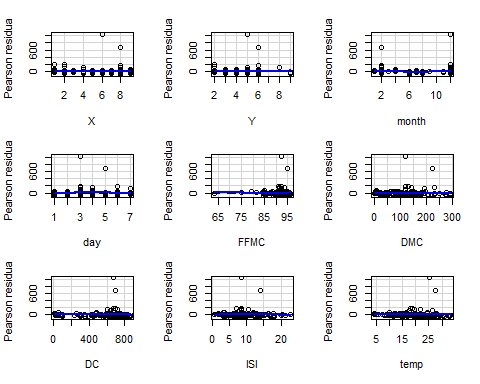 Pearson residua
0 600
2 4 6 8
X
Pearson residua
0 600
2 4 6 8
Y
Pearson residua
0 600
2 6 10
month
Pearson residua
0 600
1 3 5 7
day
Pearson residua
0 600
65 75 85 95
FFMC
Pearson residua
0 600
0 100 200 300
DMC
Pearson residua
0 600
0 400 800
DC
Pearson residua
0 600
0 5 10 20
ISI
Pearson residua
0 600
5 15 25
temp